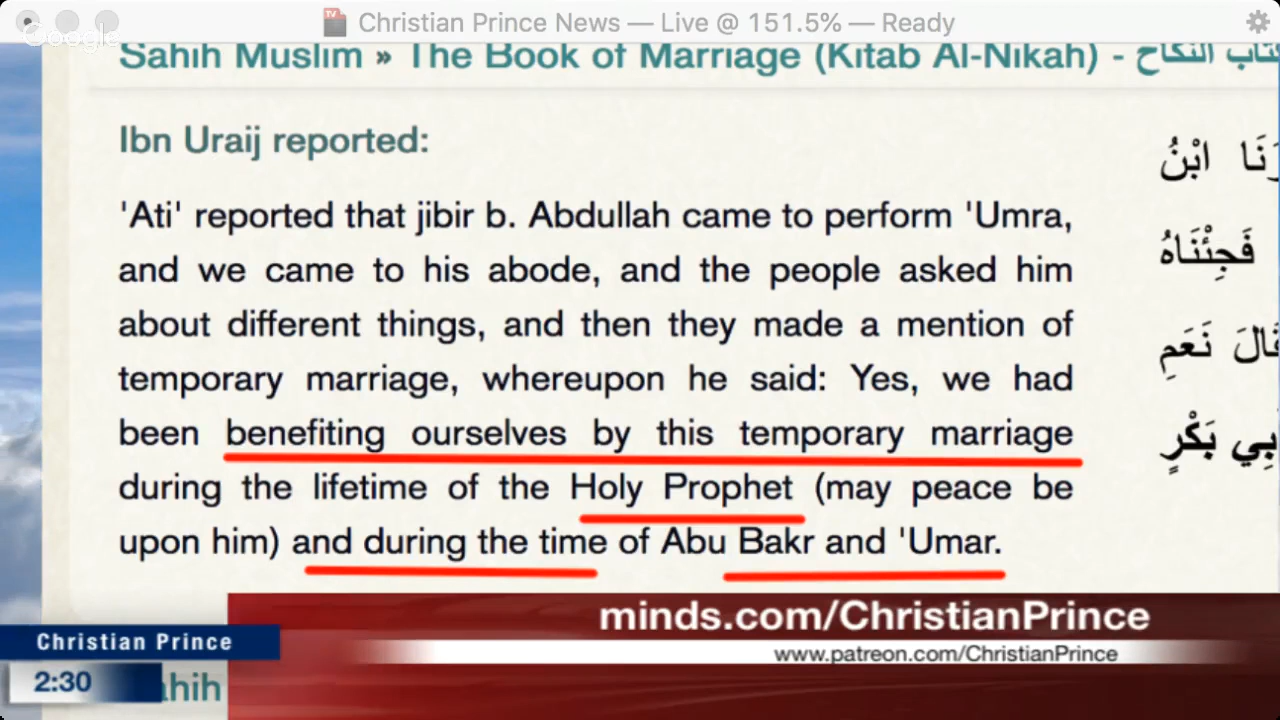 Christian Prince News — Live @ 151.5% — Ready
Google
Sahih Muslim » The Book of Marriage (Kitab Al-Nikah) - كتاب النكاح
Ibn Uraij reported:
'Ati' reported that jibir b. Abdullah came to perform 'Umra,
and we came to his abode, and the people asked him
about different things, and then they made a mention of
temporary marriage, whereupon he said: Yes, we had
been benefiting ourselves by this temporary marriage
during the lifetime of the Holy Prophet (may peace be
upon him) and during the time of Abu Bakr and 'Umar.
ابْنُ
فَجِئْنَاهُ
قَالَ نَعَمِ
بَكْرٍ
minds.com/ChristianPrince
www.patreon.com/ChristianPrince
Christian Prince
2:30